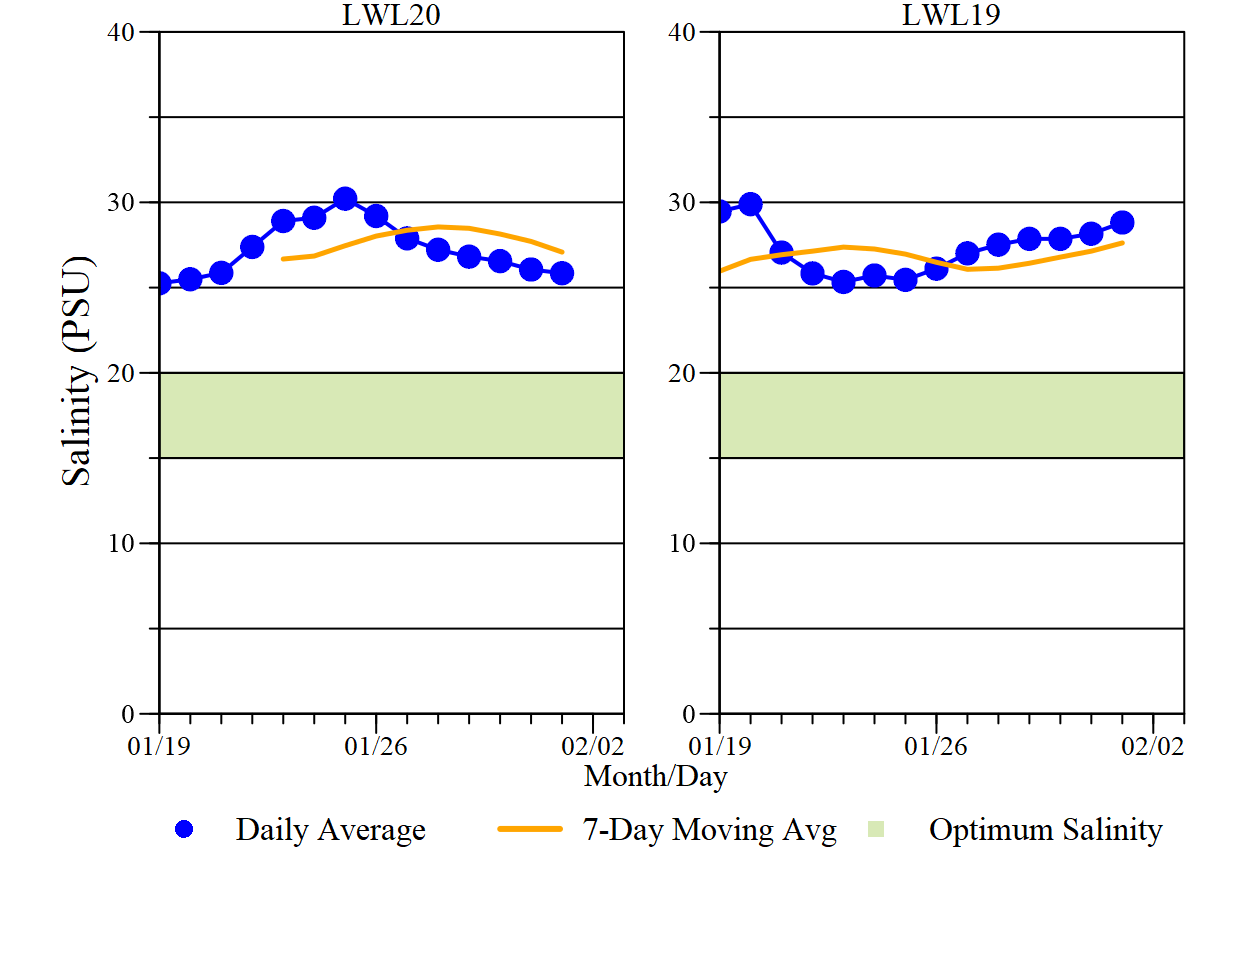 LWL20 LWL19
40 40
30 30
20 20
10 10
0 0
Salinity (PSU)
01/19 01/26 02/02 01/19 01/26 02/02
Month/Day
Daily Average 7-Day Moving Avg Optimum Salinity